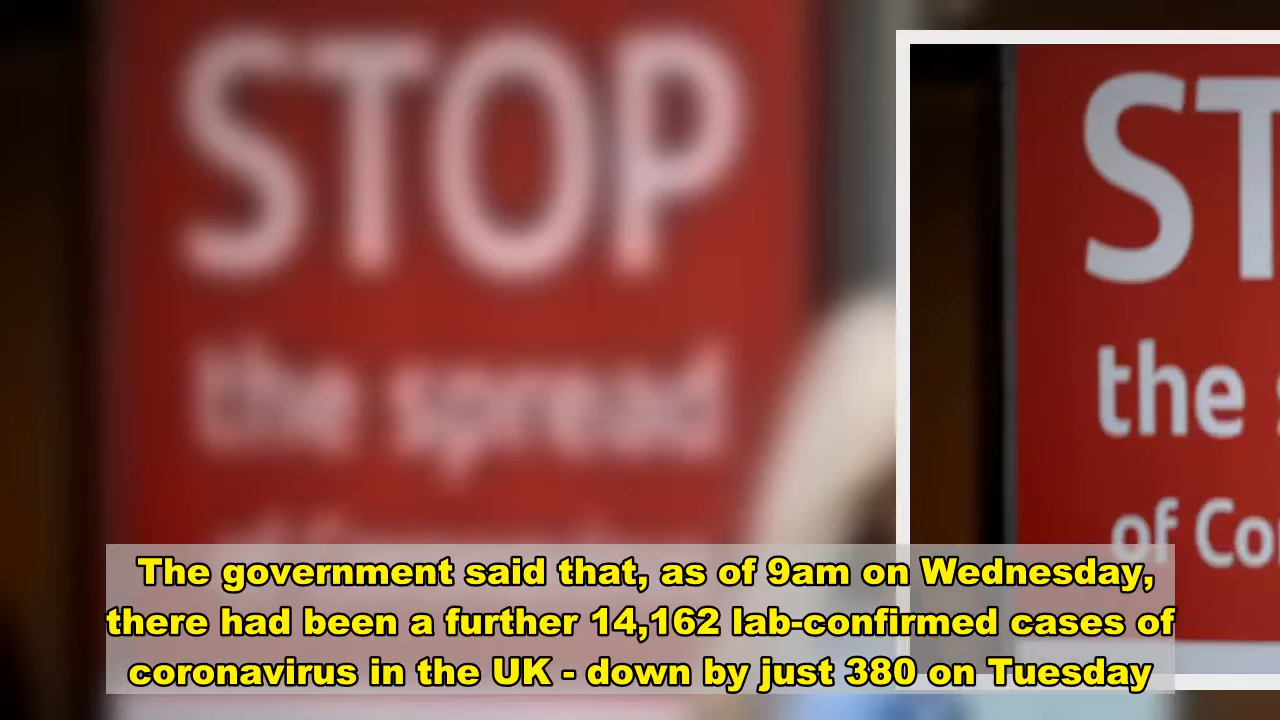 STOP
the spread
ST
the
of Co
The government said that, as of 9am on Wednesday,
there had been a further 14,162 lab-confirmed cases of
coronavirus in the UK - down by just 380 on Tuesday